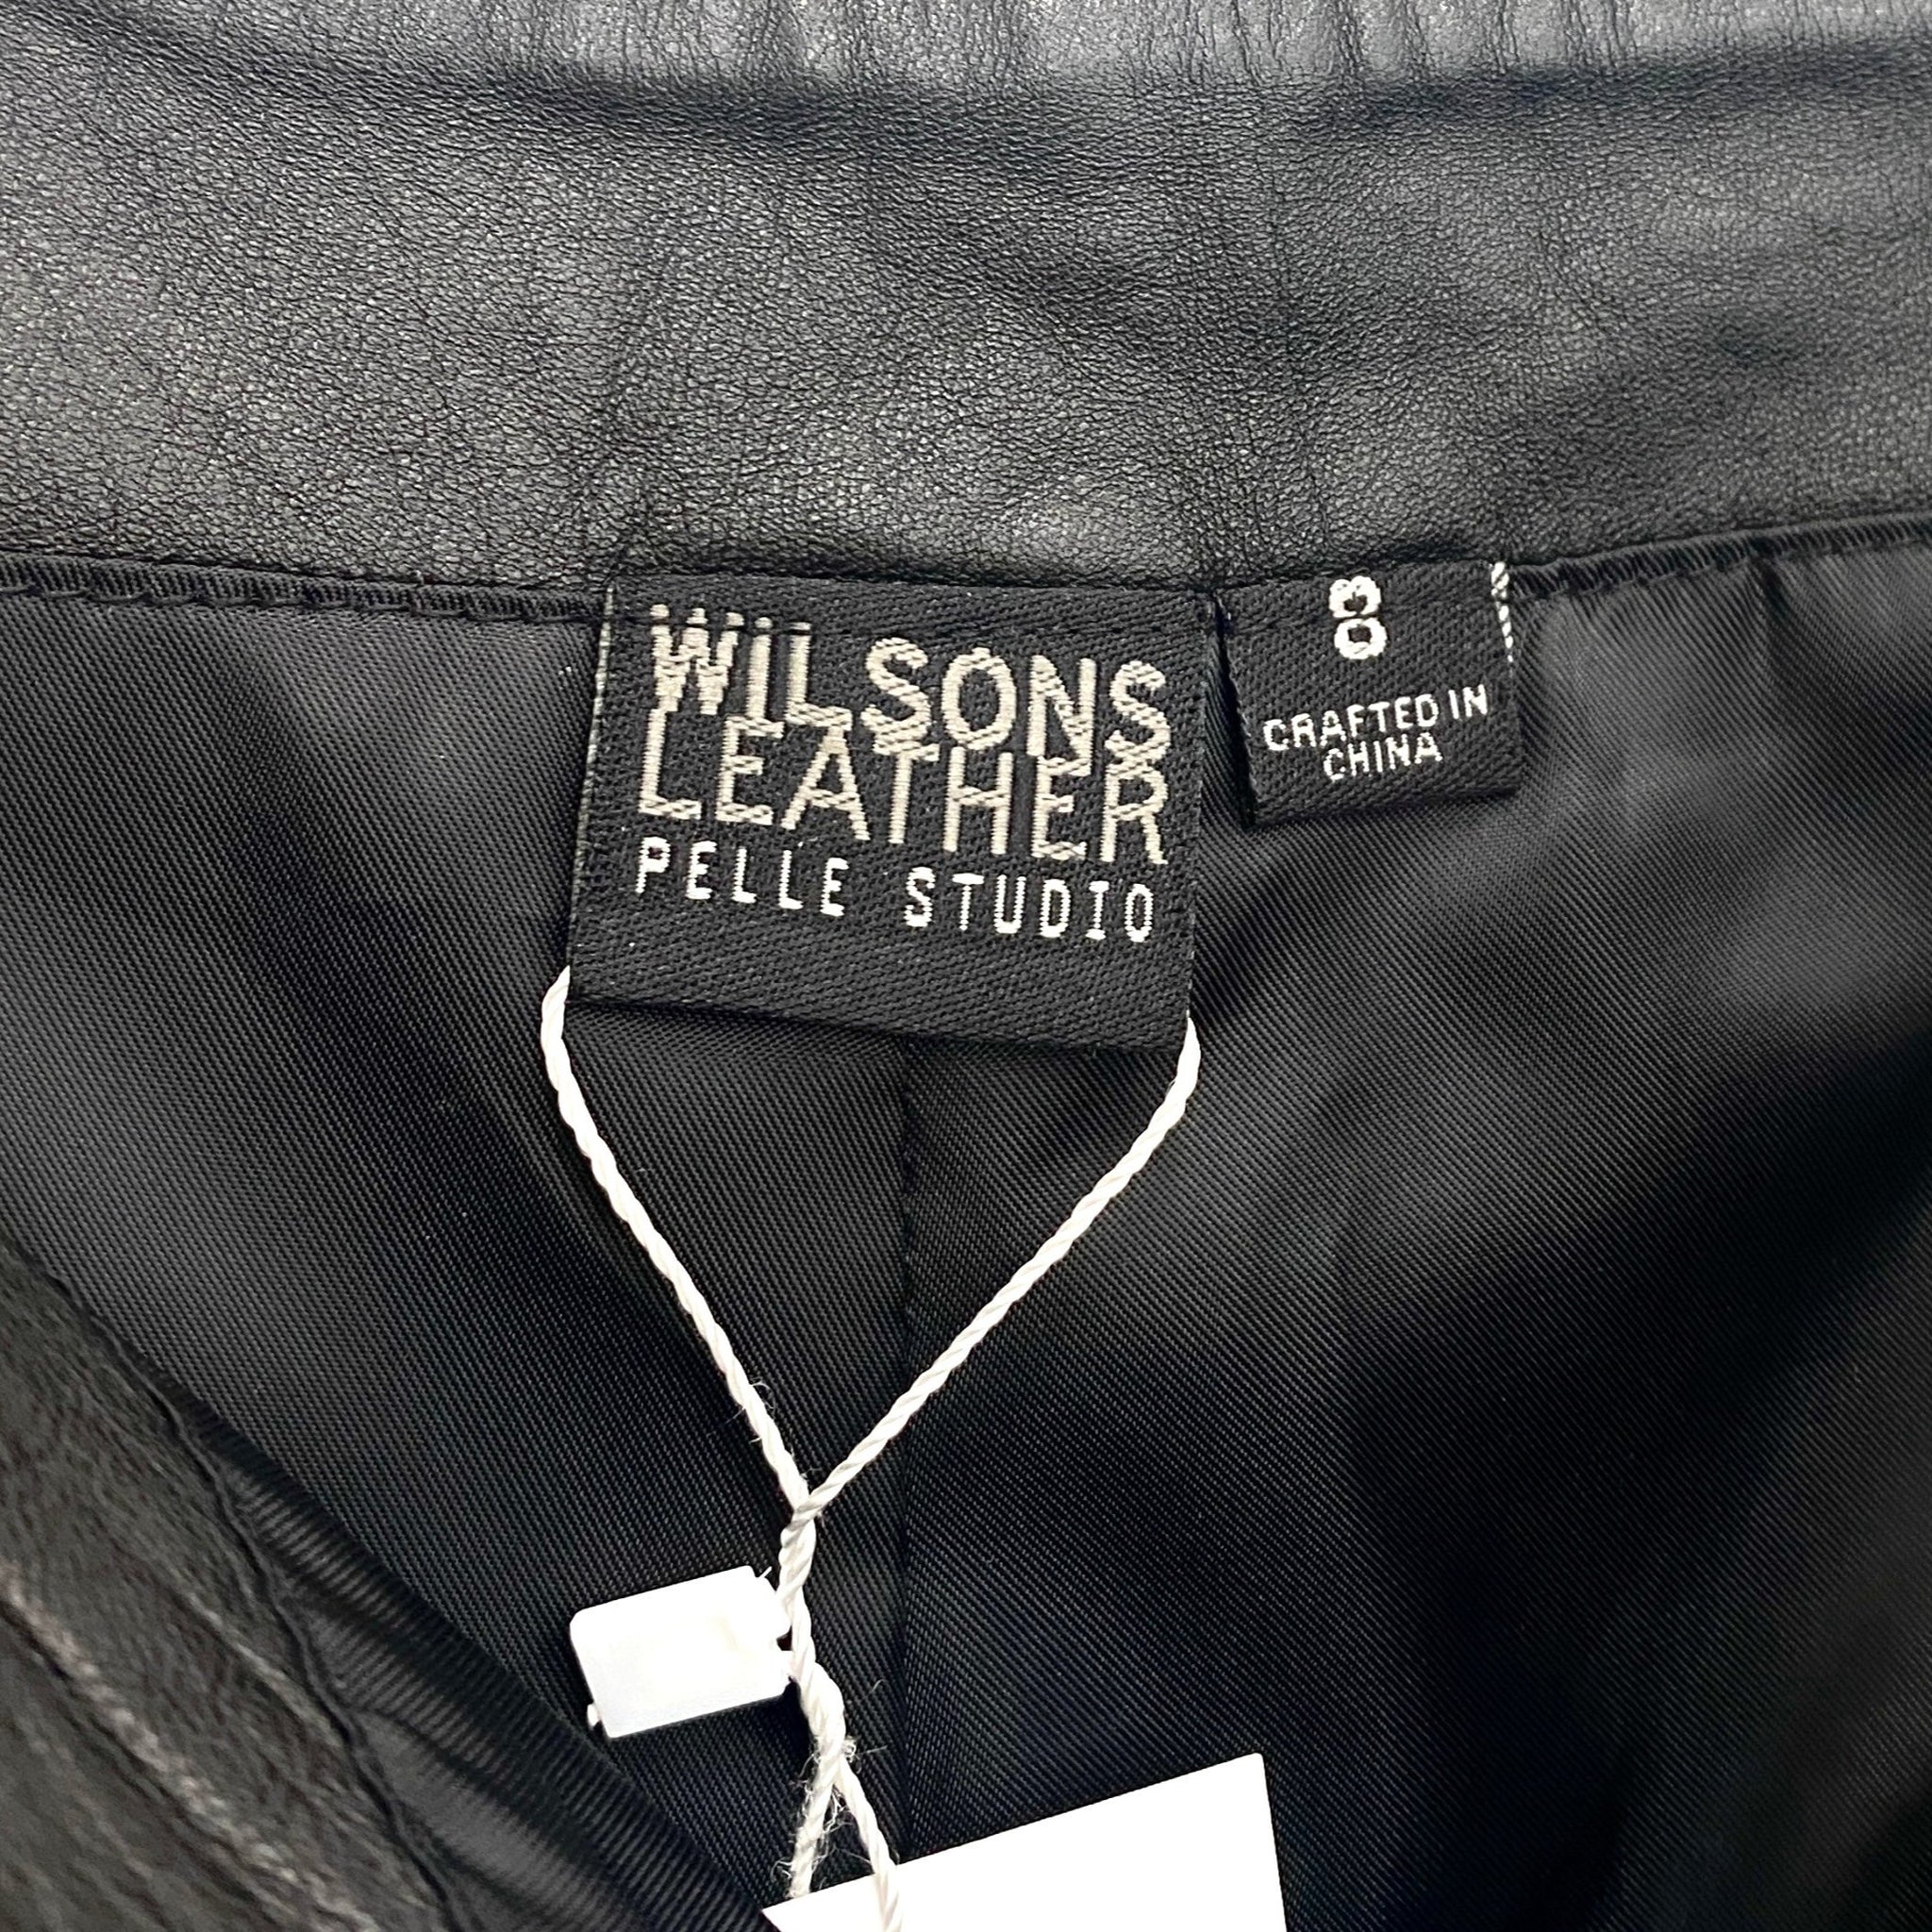 WILSONS
LEATHER
PELLE STUDIO
8
CRAFTED IN
CHINA